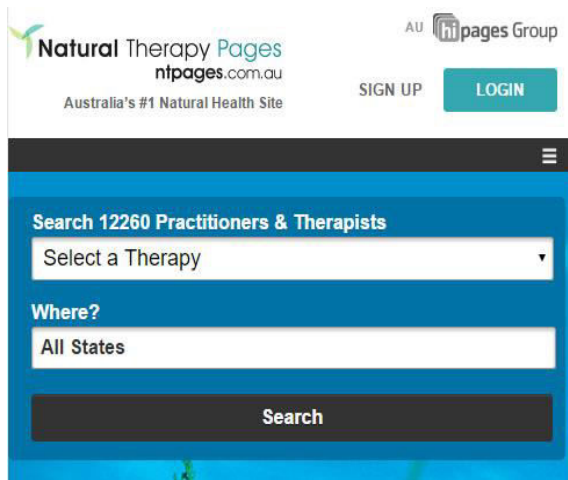 AU hipages Group
Natural Therapy Pages
ntpages.com.au
Australia's #1 Natural Health Site
SIGN UP LOGIN
Search 12260 Practitioners & Therapists
Select a Therapy
Where?
All States
Search